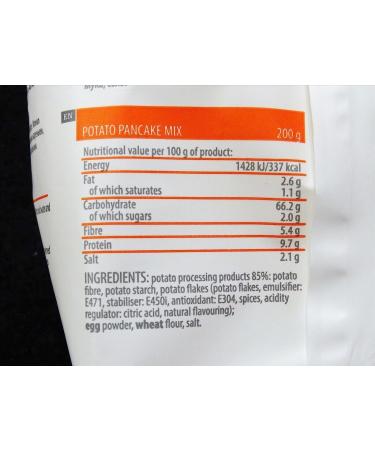 EN
POTATO PANCAKE MIX 200 g
Nutritional value per 100 g of product:
Energy 1428 kJ/337 kcal
Fat 2.6 g
of which saturates 1.1 g
Carbohydrate 66.2 g
of which sugars 2.0 g
Fibre 5.4 g
Protein 9.7 g
Salt 2.1 g
INGREDIENTS: potato processing products 85%: potato
fibre, potato starch, potato flakes (potato flakes, emulsifier:
E471, stabiliser: E450i, antioxidant: E304, spices, acidity
regulator: citric acid, natural flavouring);
egg powder, wheat flour, salt.